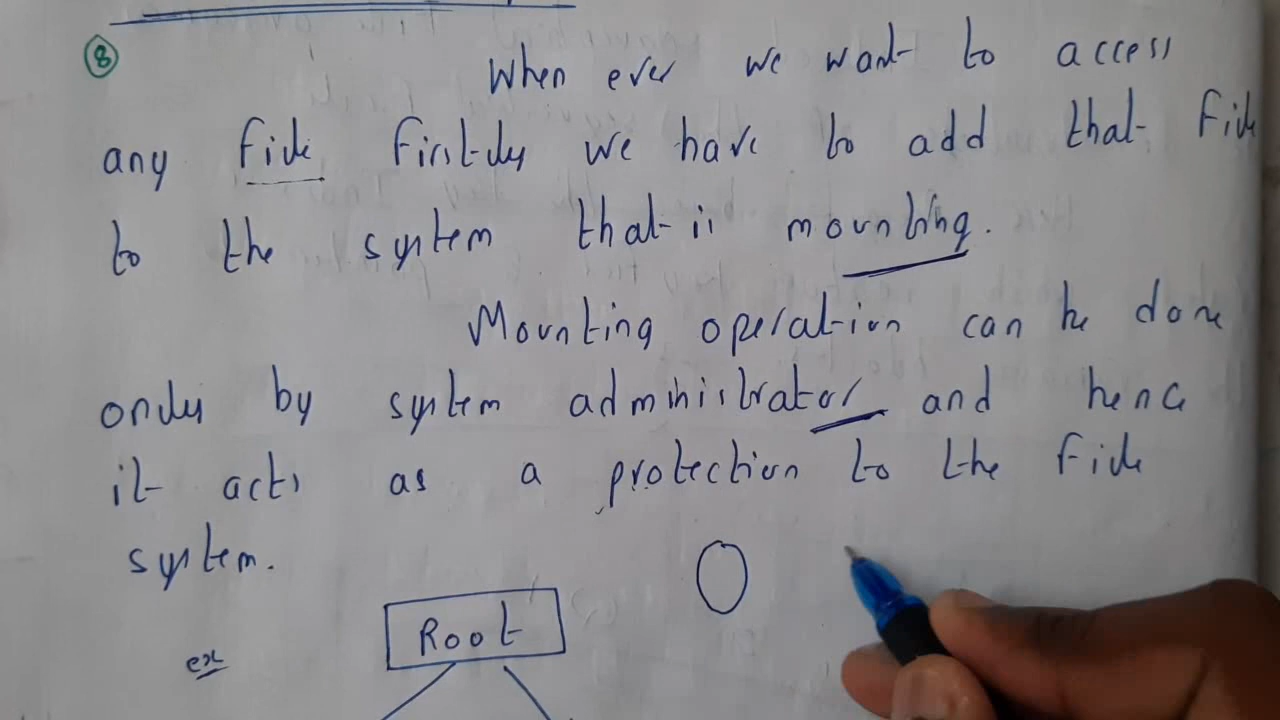 8
When ever we want to access
any file firstly we have to add that file
to the system that is mounting.
Mounting operation can be done
only by system administrator and hence
it acts as a protection to the file
system.
ex
Root